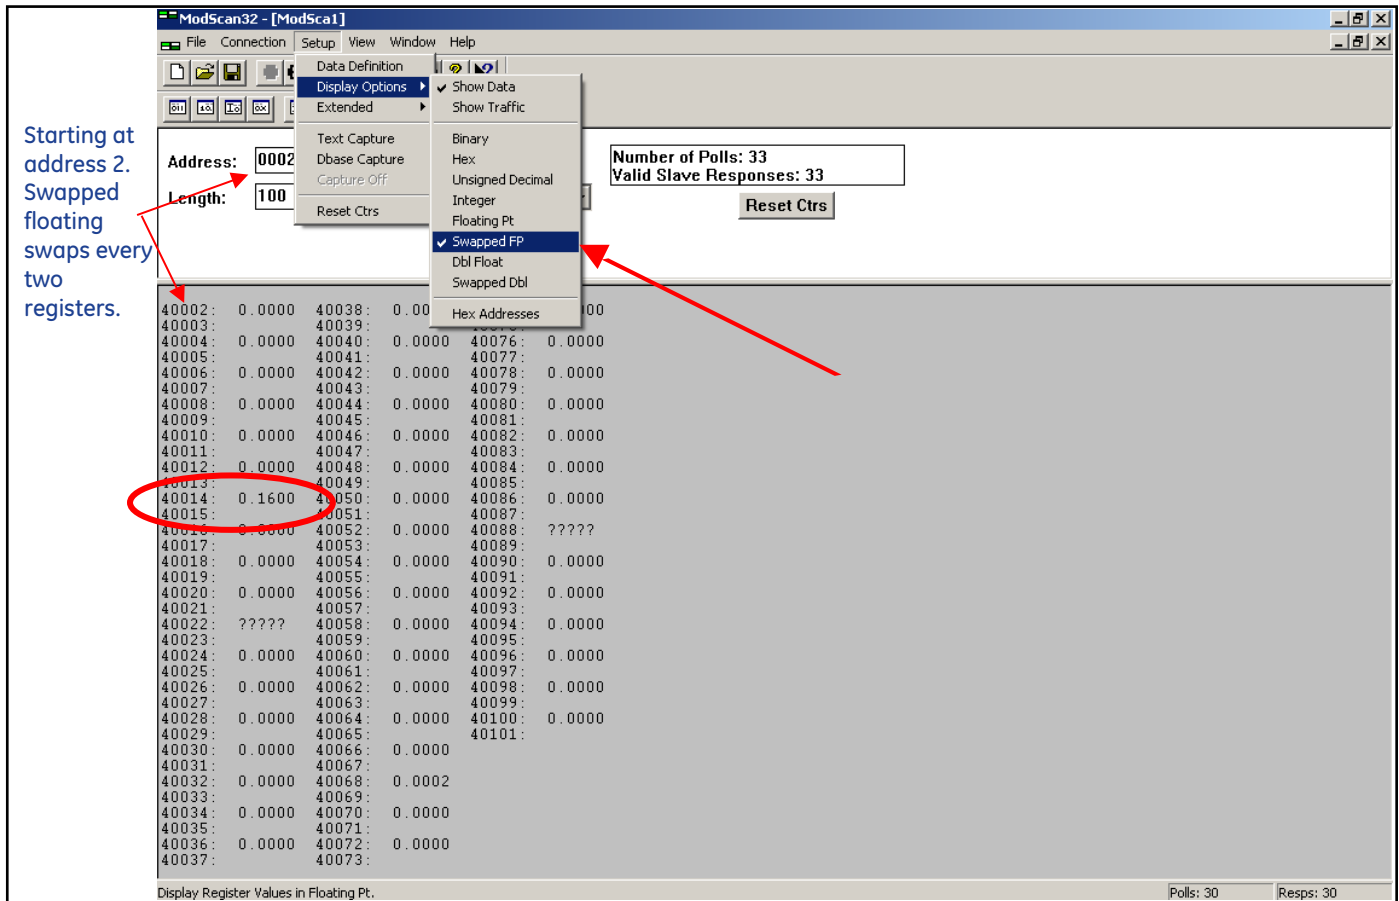 ModScan32 - [ModSca1]
File Connection Setup View Window Help
Data Definition
Display Options
Extended
Text Capture
Dbase Capture
Capture Off
Reset Ctrs
Show Data
Show Traffic
Binary
Hex
Unsigned Decimal
Integer
Floating Pt
Swapped FP
Dbl Float
Swapped Dbl
Hex Addresses
Starting at
address 2.
Swapped
floating
swaps every
two
registers.
Address: 0002
Length: 100
Number of Polls: 33
Valid Slave Responses: 33
Reset Ctrs
40002: 0.0000 40038: 0.00 00
40003: 40039:
40004: 0.0000 40040: 0.0000 40076: 0.0000
40005: 40041: 40077:
40006: 0.0000 40042: 0.0000 40078: 0.0000
40007: 40043: 40079:
40008: 0.0000 40044: 0.0000 40080: 0.0000
40009: 40045: 40081:
40010: 0.0000 40046: 0.0000 40082: 0.0000
40011: 40047: 40083:
40012: 0.0000 40048: 0.0000 40084: 0.0000
40013: 40049: 40085:
40014: 0.1600 40050: 0.0000 40086: 0.0000
40015: 40051: 40087:
40016: 0.0000 40052: 0.0000 40088: ?????
40017: 40053: 40089:
40018: 0.0000 40054: 0.0000 40090: 0.0000
40019: 40055: 40091:
40020: 0.0000 40056: 0.0000 40092: 0.0000
40021: 40057: 40093:
40022: ????? 40058: 0.0000 40094: 0.0000
40023: 40059: 40095:
40024: 0.0000 40060: 0.0000 40096: 0.0000
40025: 40061: 40097:
40026: 0.0000 40062: 0.0000 40098: 0.0000
40027: 40063: 40099:
40028: 0.0000 40064: 0.0000 40100: 0.0000
40029: 40065: 40101:
40030: 0.0000 40066: 0.0000
40031: 40067:
40032: 0.0000 40068: 0.0002
40033: 40069:
40034: 0.0000 40070: 0.0000
40035: 40071:
40036: 0.0000 40072: 0.0000
40037: 40073:
Display Register Values in Floating Pt.
Polls: 30
Resps: 30